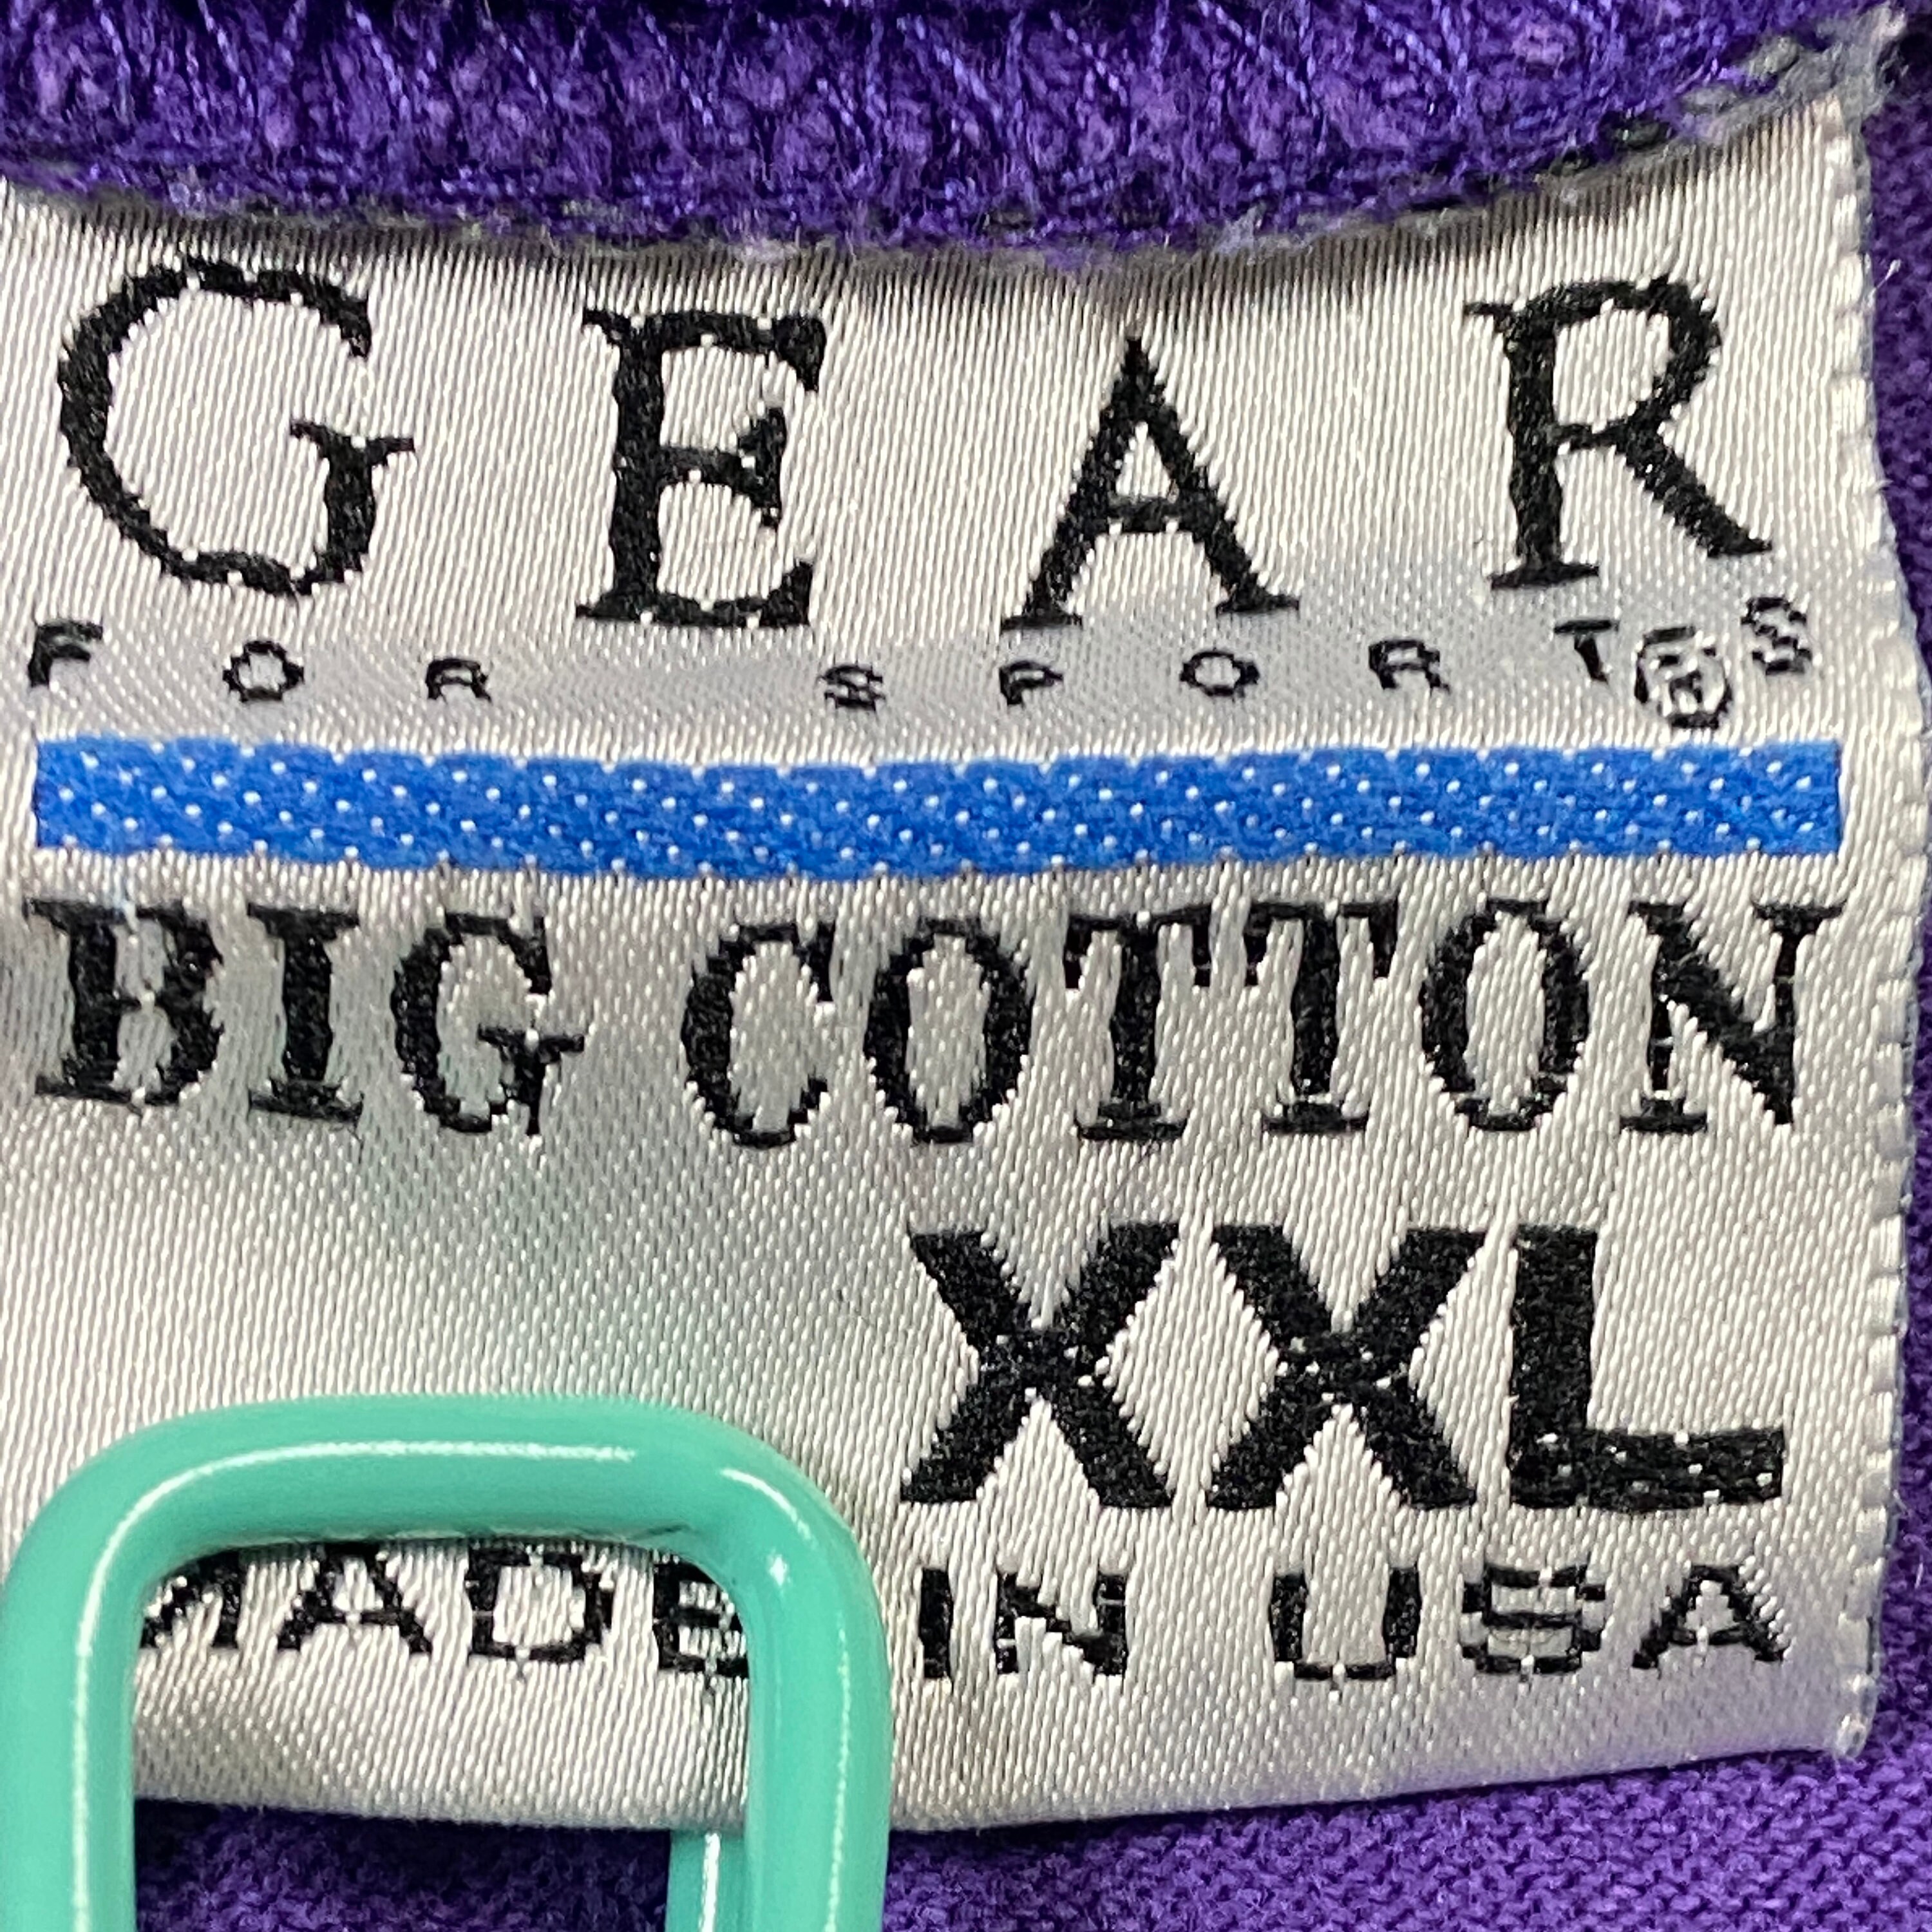 GEAR
FOR SPORTS®
BIG COTTON
XXL
MADE IN USA